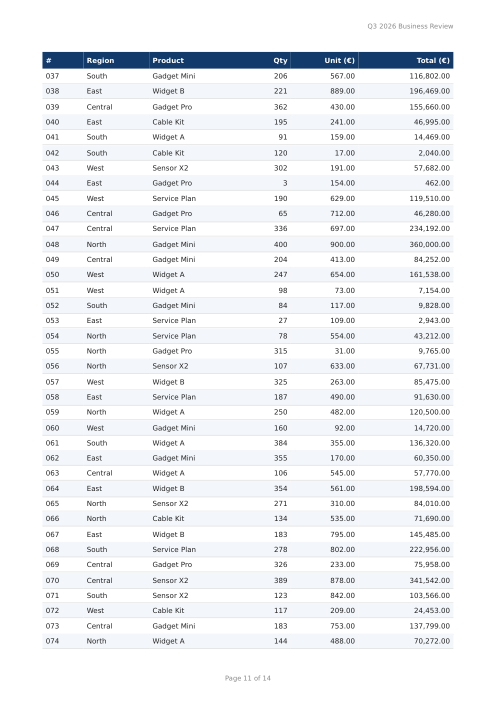 Q3 2026 Business Review
# Region Product Qty Unit (€) Total (€)
037 South Gadget Mini 206 567.00 116,802.00
038 East Widget B 221 889.00 196,469.00
039 Central Gadget Pro 362 430.00 155,660.00
040 East Cable Kit 195 241.00 46,995.00
041 South Widget A 91 159.00 14,469.00
042 South Cable Kit 120 17.00 2,040.00
043 West Sensor X2 302 191.00 57,682.00
044 East Gadget Pro 3 154.00 462.00
045 West Service Plan 190 629.00 119,510.00
046 Central Gadget Pro 65 712.00 46,280.00
047 Central Service Plan 336 697.00 234,192.00
048 North Gadget Mini 400 900.00 360,000.00
049 Central Gadget Mini 204 413.00 84,252.00
050 West Widget A 247 654.00 161,538.00
051 West Widget A 98 73.00 7,154.00
052 South Gadget Mini 84 117.00 9,828.00
053 East Service Plan 27 109.00 2,943.00
054 North Service Plan 78 554.00 43,212.00
055 North Gadget Pro 315 31.00 9,765.00
056 North Sensor X2 107 633.00 67,731.00
057 West Widget B 325 263.00 85,475.00
058 East Service Plan 187 490.00 91,630.00
059 North Widget A 250 482.00 120,500.00
060 West Gadget Mini 160 92.00 14,720.00
061 South Widget A 384 355.00 136,320.00
062 East Gadget Mini 355 170.00 60,350.00
063 Central Widget A 106 545.00 57,770.00
064 East Widget B 354 561.00 198,594.00
065 North Sensor X2 271 310.00 84,010.00
066 North Cable Kit 134 535.00 71,690.00
067 East Widget B 183 795.00 145,485.00
068 South Service Plan 278 802.00 222,956.00
069 Central Gadget Pro 326 233.00 75,958.00
070 Central Sensor X2 389 878.00 341,542.00
071 South Sensor X2 123 842.00 103,566.00
072 West Cable Kit 117 209.00 24,453.00
073 Central Gadget Mini 183 753.00 137,799.00
074 North Widget A 144 488.00 70,272.00
Page 11 of 14